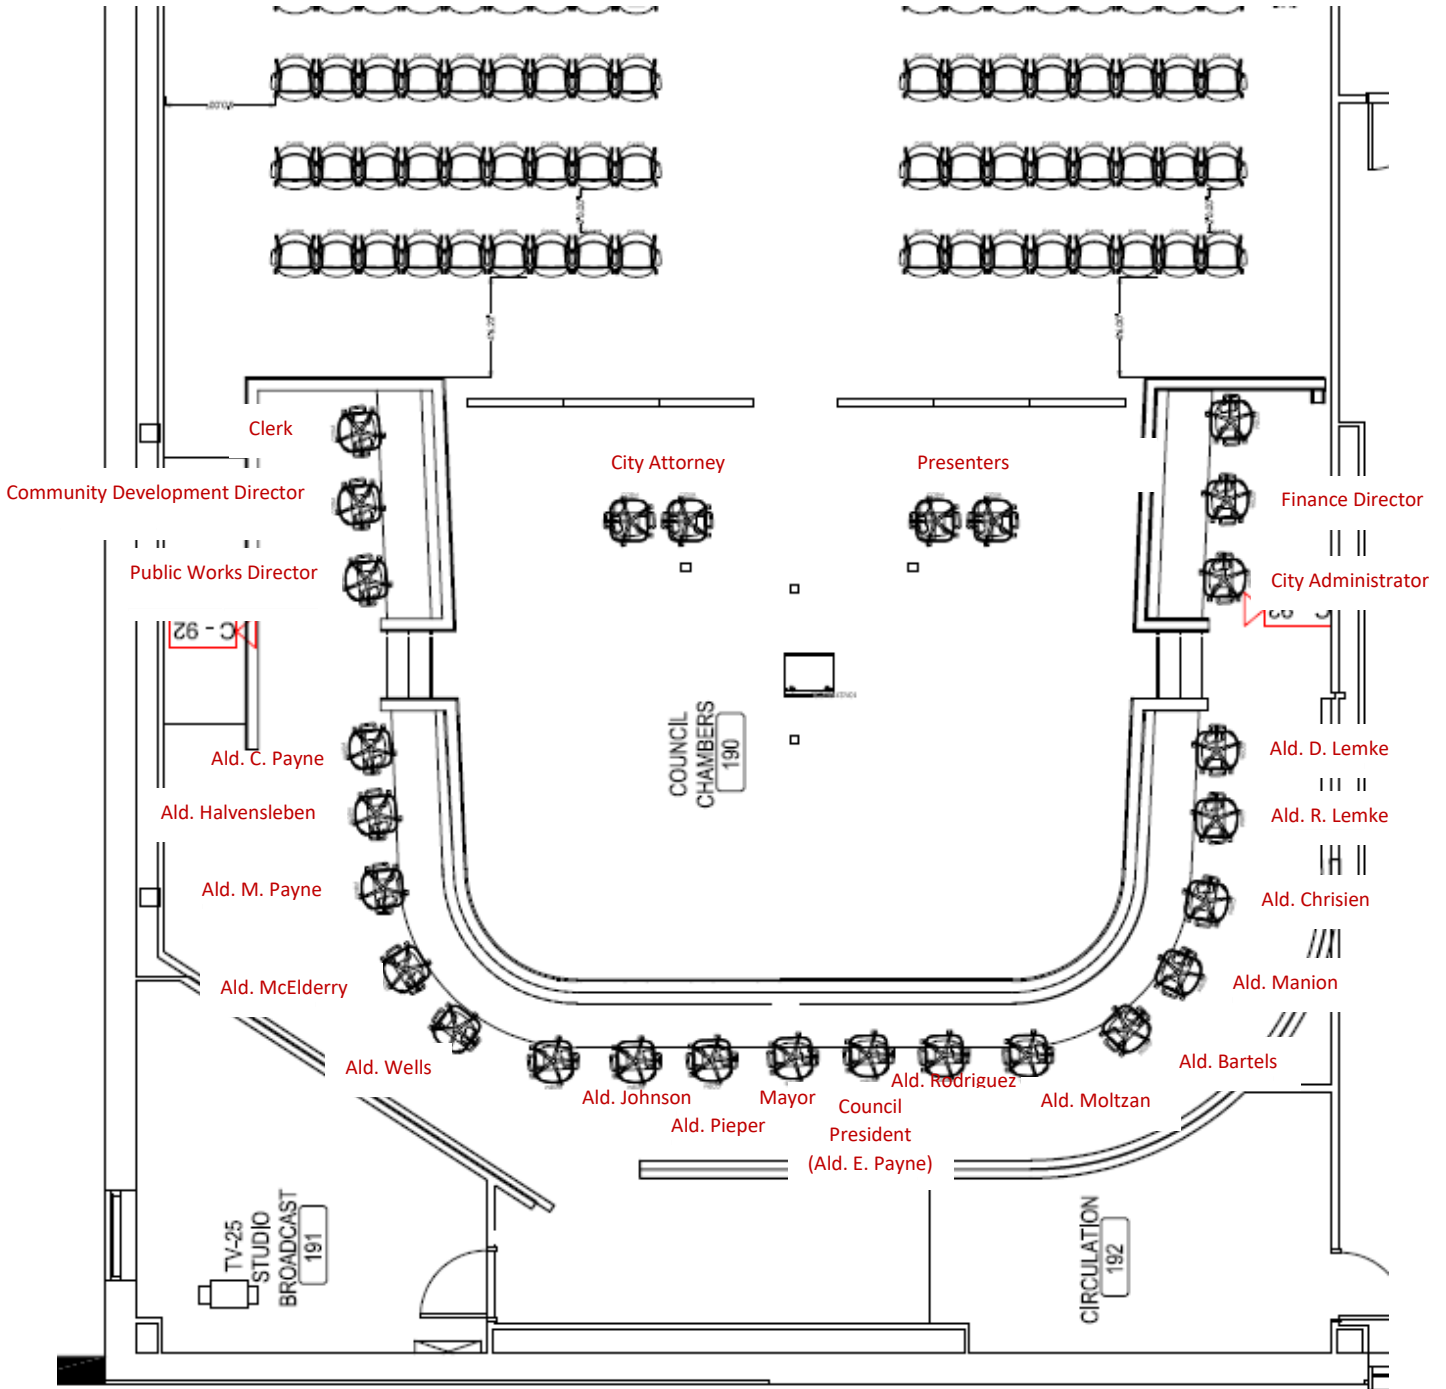 Clerk
City Attorney
Presenters
Community Development Director
Finance Director
Public Works Director
City Administrator
C - 92
C - 92
COUNCIL
CHAMBERS
190
Ald. C. Payne
Ald. D. Lemke
Ald. Halvensleben
Ald. R. Lemke
Ald. M. Payne
Ald. Chrisien
Ald. McElderry
Ald. Manion
Ald. Wells
Ald. Bartels
Ald. Johnson
Ald. Pieper
Mayor
Council
President
(Ald. E. Payne)
Ald. Rodriguez
Ald. Moltzan
TV-25
STUDIO
BROADCAST
191
CIRCULATION
192